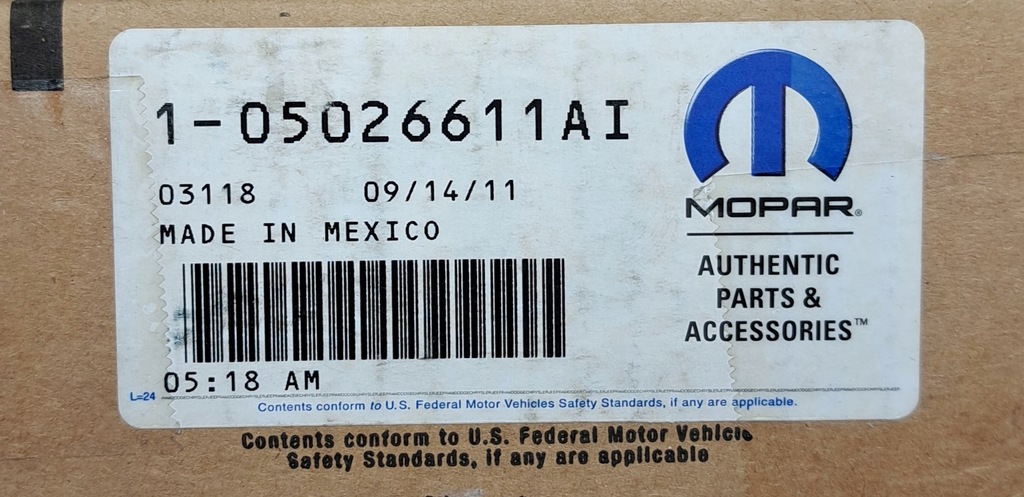 1-05026611AI
03118 09/14/11
MADE IN MEXICO
05:18 AM
L=24
MOPAR®
AUTHENTIC
PARTS &
ACCESSORIES™
Contents conform to U.S. Federal Motor Vehicles Safety Standards, if any are applicable.
Contents conform to U.S. Federal Motor Vehicle
Safety Standards, if any are applicable